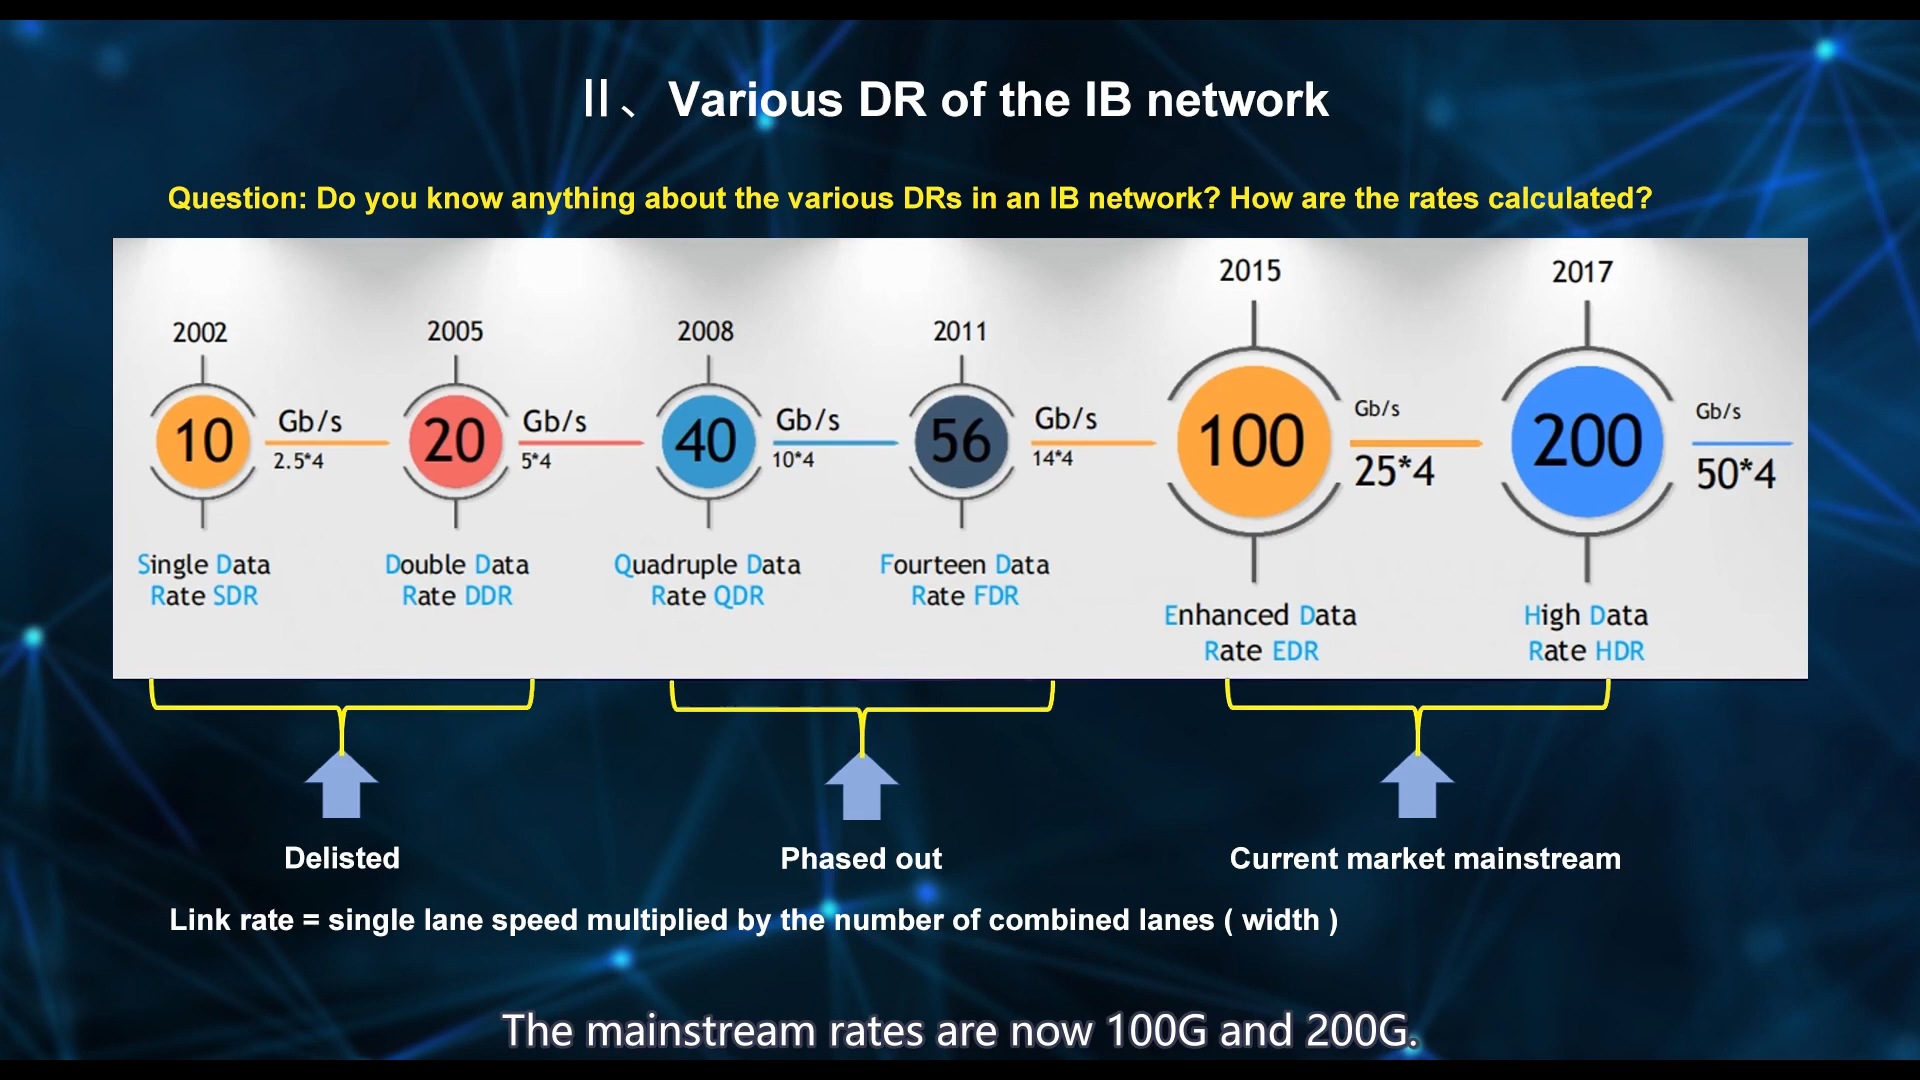 II、Various DR of the IB network
Question: Do you know anything about the various DRs in an IB network? How are the rates calculated?
2002
10
Gb/s
2.5*4
Single Data
Rate SDR
2005
20
Gb/s
5*4
Double Data
Rate DDR
2008
40
Gb/s
10*4
Quadruple Data
Rate QDR
2011
56
Gb/s
14*4
Fourteen Data
Rate FDR
2015
100
Gb/s
25*4
Enhanced Data
Rate EDR
2017
200
Gb/s
50*4
High Data
Rate HDR
Delisted
Phased out
Current market mainstream
Link rate = single lane speed multiplied by the number of combined lanes ( width )
The mainstream rates are now 100G and 200G.